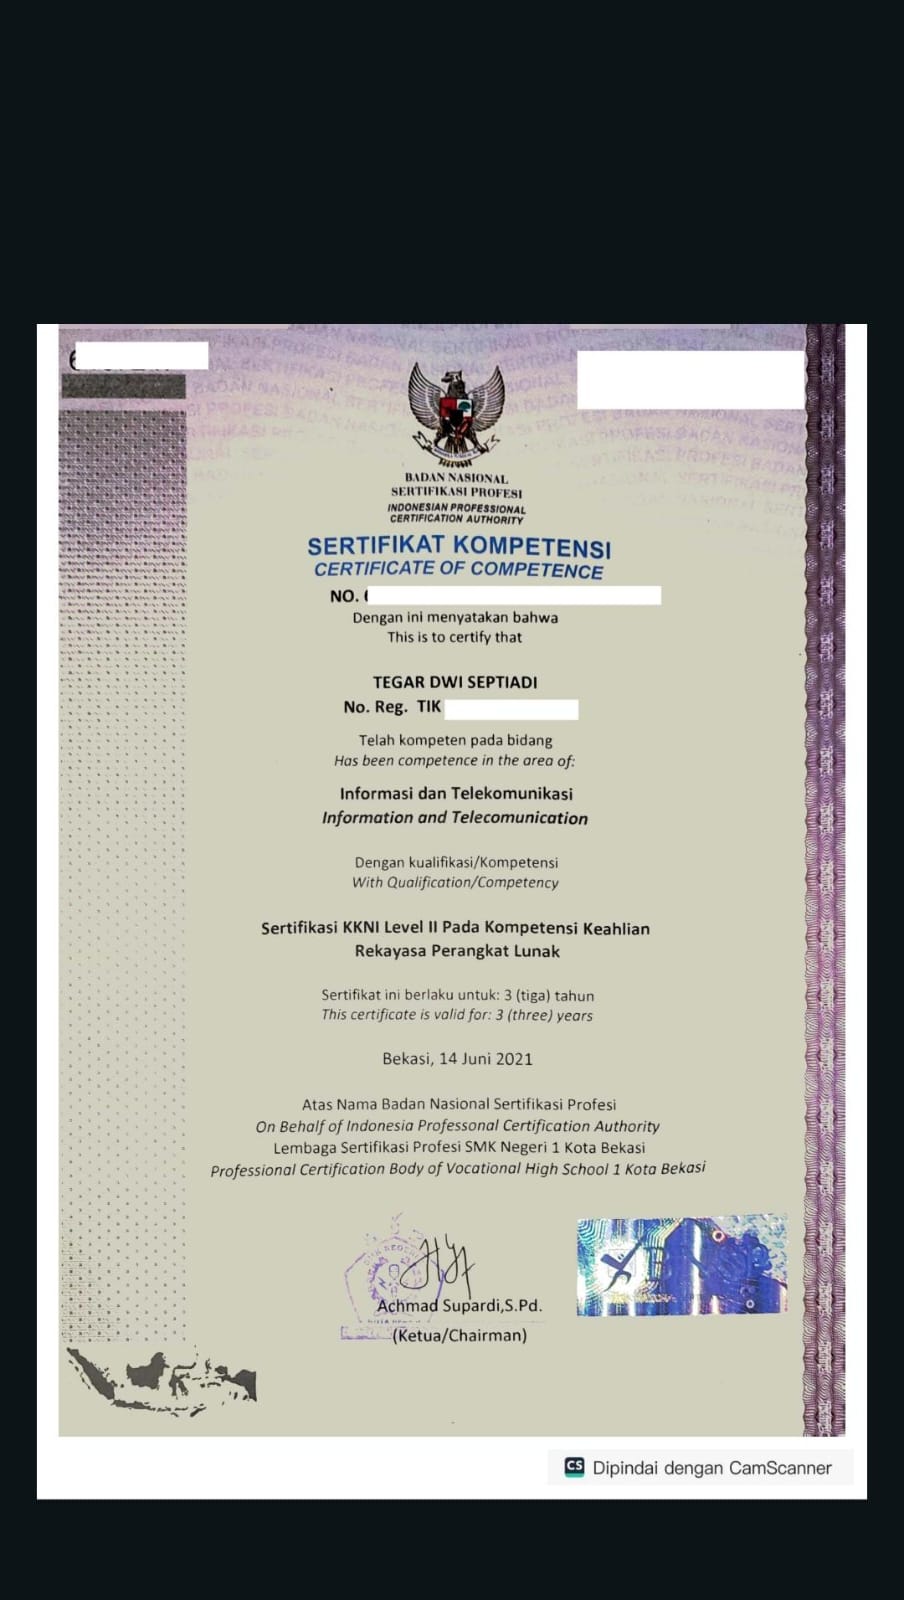 BADAN NASIONAL
SERTIFIKASI PROFESI
INDONESIAN PROFESSIONAL
CERTIFICATION AUTHORITY
SERTIFIKAT KOMPETENSI
CERTIFICATE OF COMPETENCE
NO.
Dengan ini menyatakan bahwa
This is to certify that
TEGAR DWI SEPTIADI
No. Reg. TIK
Telah kompeten pada bidang
Has been competence in the area of:
Informasi dan Telekomunikasi
Information and Telecomunication
Dengan kualifikasi/Kompetensi
With Qualification/Competency
Sertifikasi KKNI Level II Pada Kompetensi Keahlian
Rekayasa Perangkat Lunak
Sertifikat ini berlaku untuk: 3 (tiga) tahun
This certificate is valid for: 3 (three) years
Bekasi, 14 Juni 2021
Atas Nama Badan Nasional Sertifikasi Profesi
On Behalf of Indonesia Professonal Certification Authority
Lembaga Sertifikasi Profesi SMK Negeri 1 Kota Bekasi
Professional Certification Body of Vocational High School 1 Kota Bekasi
Achmad Supardi,S.Pd.
(Ketua/Chairman)
CS Dipindai dengan CamScanner